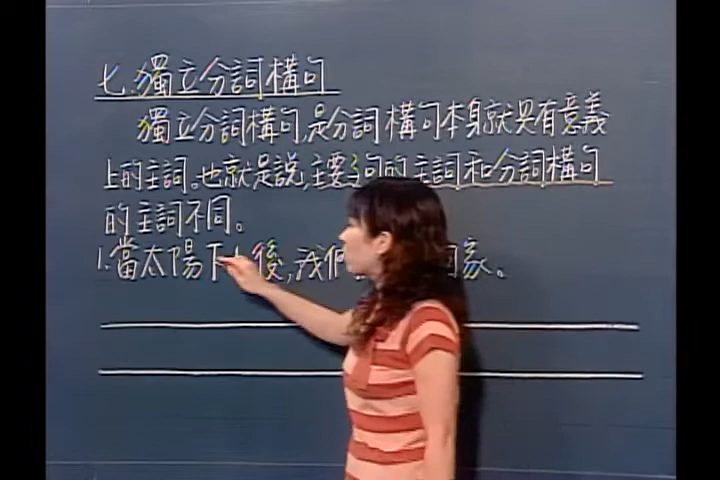 七.獨立分詞構句
獨立分詞構句,是分詞構句本身就具有意義
上的主詞。也就是說,主要子句的主詞和分詞構句
的主詞不同。
1.當太陽下 後,我們 家。